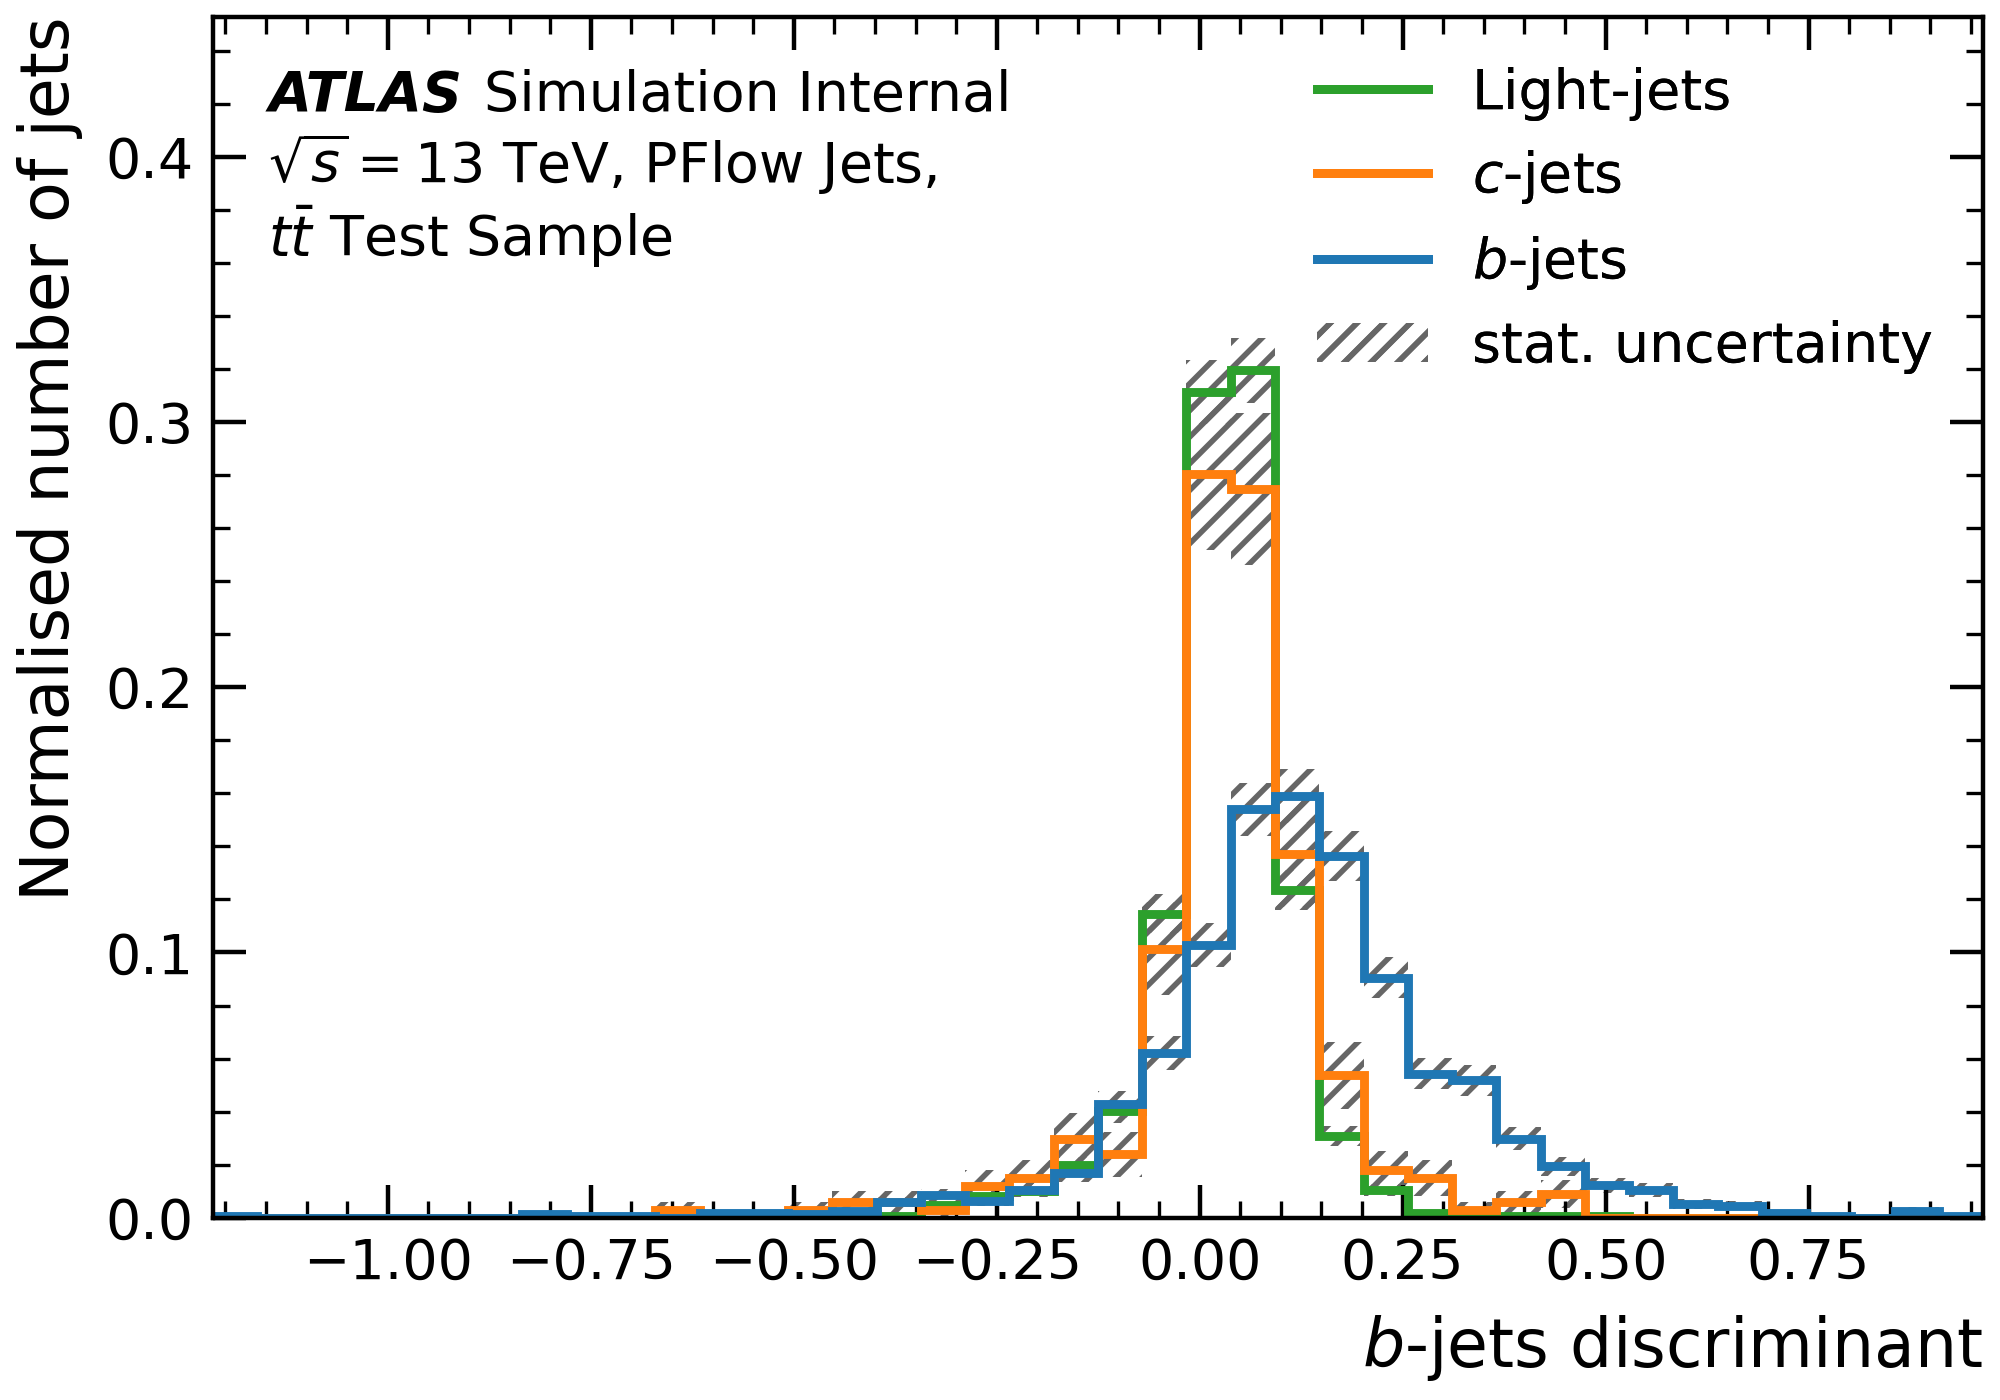 Normalised number of jets
ATLAS Simulation Internal
√s = 13 TeV, PFlow Jets,
tt̄ Test Sample
Light-jets
c-jets
b-jets
stat. uncertainty
0.4
0.3
0.2
0.1
0.0
−1.00 −0.75 −0.50 −0.25 0.00 0.25 0.50 0.75
b-jets discriminant